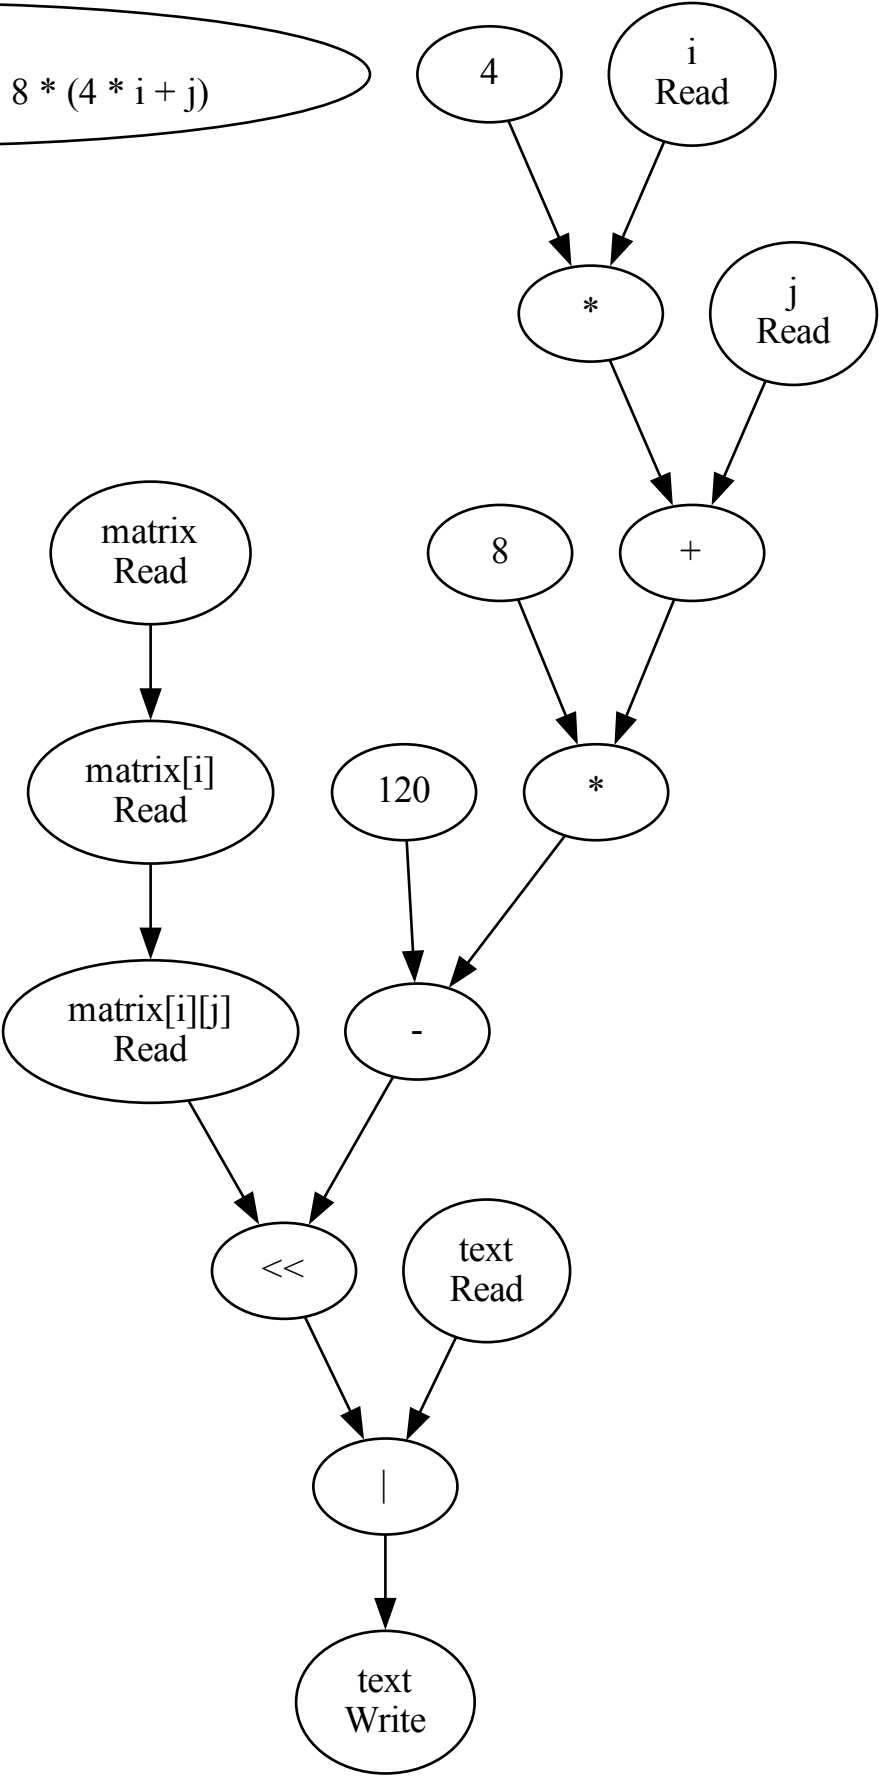 8 * (4 * i + j)
4
i
Read
*
j
Read
matrix
Read
8
+
matrix[i]
Read
120
*
matrix[i][j]
Read
-
<<
text
Read
|
text
Write